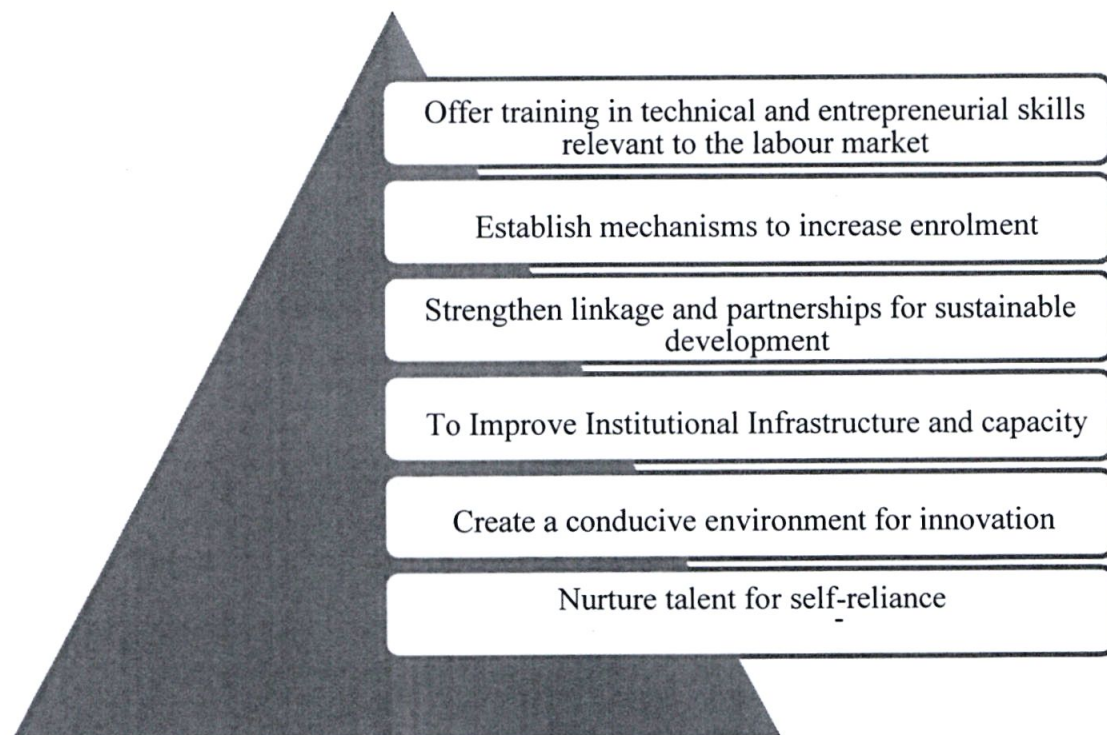 Offer training in technical and entrepreneurial skills
relevant to the labour market
Establish mechanisms to increase enrolment
Strengthen linkage and partnerships for sustainable
development
To Improve Institutional Infrastructure and capacity
Create a conducive environment for innovation
Nurture talent for self-reliance
-